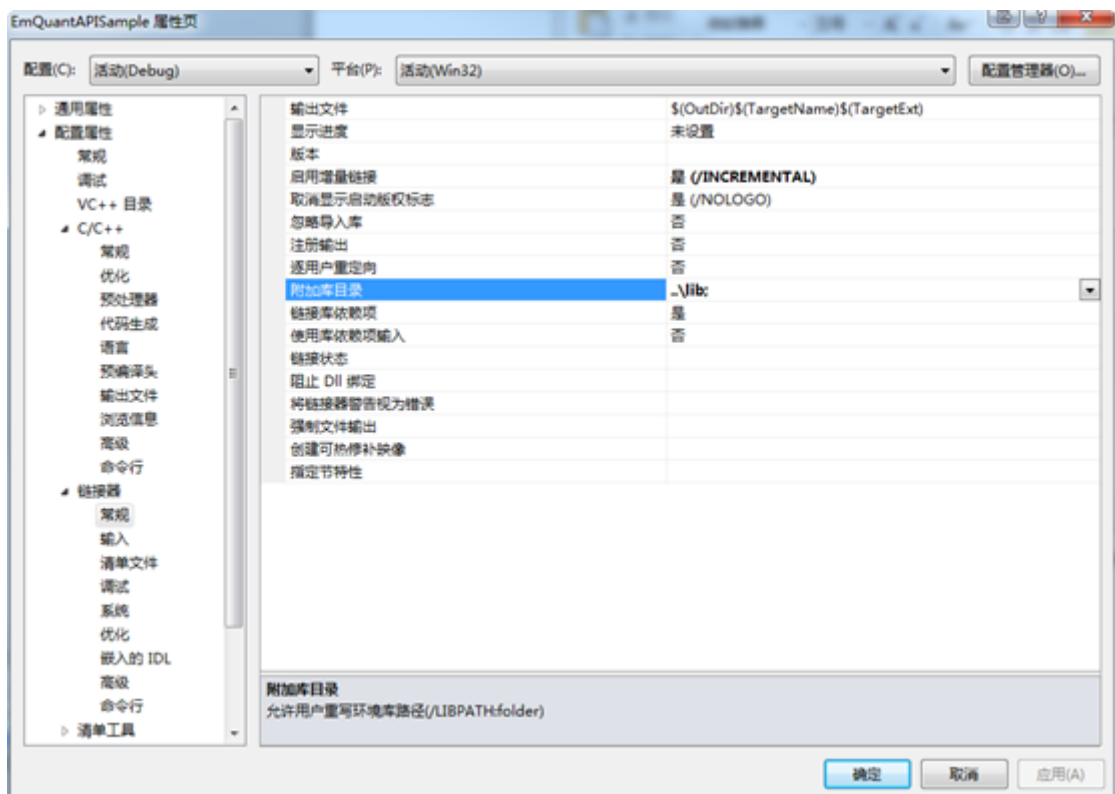 EmQuantAPISample 属性页
配置(C): 活动(Debug) 平台(P): 活动(Win32) 配置管理器(O)...
通用属性
配置属性
常规
调试
VC++ 目录
C/C++
常规
优化
预处理器
代码生成
语言
预编译头
输出文件
浏览信息
高级
命令行
链接器
常规
输入
清单文件
调试
系统
优化
嵌入的 IDL
高级
命令行
清单工具
输出文件 $(OutDir)$(TargetName)$(TargetExt)
显示进度 未设置
版本
启用增量链接 是 (/INCREMENTAL)
取消显示启动版权标志 是 (/NOLOGO)
忽略导入库 否
注册输出 否
逐用户重定向 否
附加库目录 ..\lib;
链接库依赖项 是
使用库依赖项输入 否
链接状态
阻止 Dll 绑定
将链接器警告视为错误
强制文件输出
创建可热修补映像
指定节特性
附加库目录
允许用户重写环境库路径(/LIBPATH:folder)
确定 取消 应用(A)